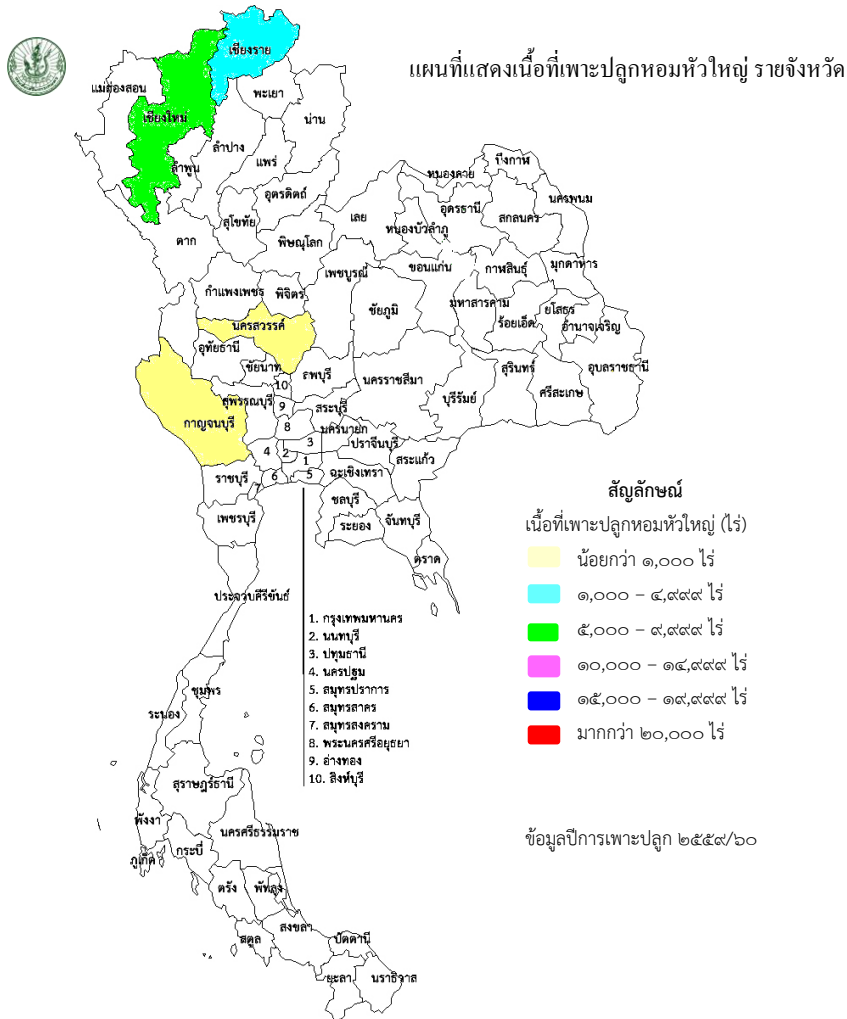 แผนที่แสดงเนื้อที่เพาะปลูกหอมหัวใหญ่ รายจังหวัด
เชียงราย
แม่ฮ่องสอน
พะเยา
เชียงใหม่
น่าน
ลำปาง
แพร่
ลำพูน
บึงกาฬ
หนองคาย
อุตรดิตถ์
นครพนม
เลย
อุดรธานี
สกลนคร
สุโขทัย
หนองบัวลำภู
ตาก
พิษณุโลก
เพชบูรณ์
ขอนแก่น
กาฬสินธุ์
มุกดาหาร
กำแพงเพชร
พิจิตร
มหาสารคาม
ชัยภูมิ
ยโสธร
ร้อยเอ็ด
อำนาจเจริญ
นครสวรรค์
อุทัยธานี
ชัยนาท
ลพบุรี
นครราชสีมา
สุรินทร์
อุบลราชธานี
10
ศรีสะเกษ
สุพรรณบุรี
9
สระบุรี
บุรีรัมย์
กาญจนบุรี
8
นครนายก
3
ปราจีนบุรี
4
2
1
สระแก้ว
ราชบุรี
6
5
ฉะเชิงเทรา
ชลบุรี
เพชรบุรี
ระยอง
จันทบุรี
ตราด
ประจวบคีรีขันธ์
สัญลักษณ์
เนื้อที่เพาะปลูกหอมหัวใหญ่ (ไร่)
น้อยกว่า ๑,๐๐๐ ไร่
๑,๐๐๐ – ๔,๙๙๙ ไร่
๕,๐๐๐ – ๙,๙๙๙ ไร่
๑๐,๐๐๐ – ๑๔,๙๙๙ ไร่
๑๕,๐๐๐ – ๑๙,๙๙๙ ไร่
มากกว่า ๒๐,๐๐๐ ไร่
1. กรุงเทพมหานคร
2. นนทบุรี
3. ปทุมธานี
4. นครปฐม
5. สมุทรปราการ
6. สมุทรสาคร
7. สมุทรสงคราม
8. พระนครศรีอยุธยา
9. อ่างทอง
10. สิงห์บุรี
ชุมพร
ระนอง
สุราษฎร์ธานี
พังงา
นครศรีธรรมราช
ภูเก็ต
กระบี่
ตรัง
พัทลุง
สงขลา
สตูล
ปัตตานี
ยะลา
นราธิวาส
ข้อมูลปีการเพาะปลูก ๒๕๕๙/๖๐